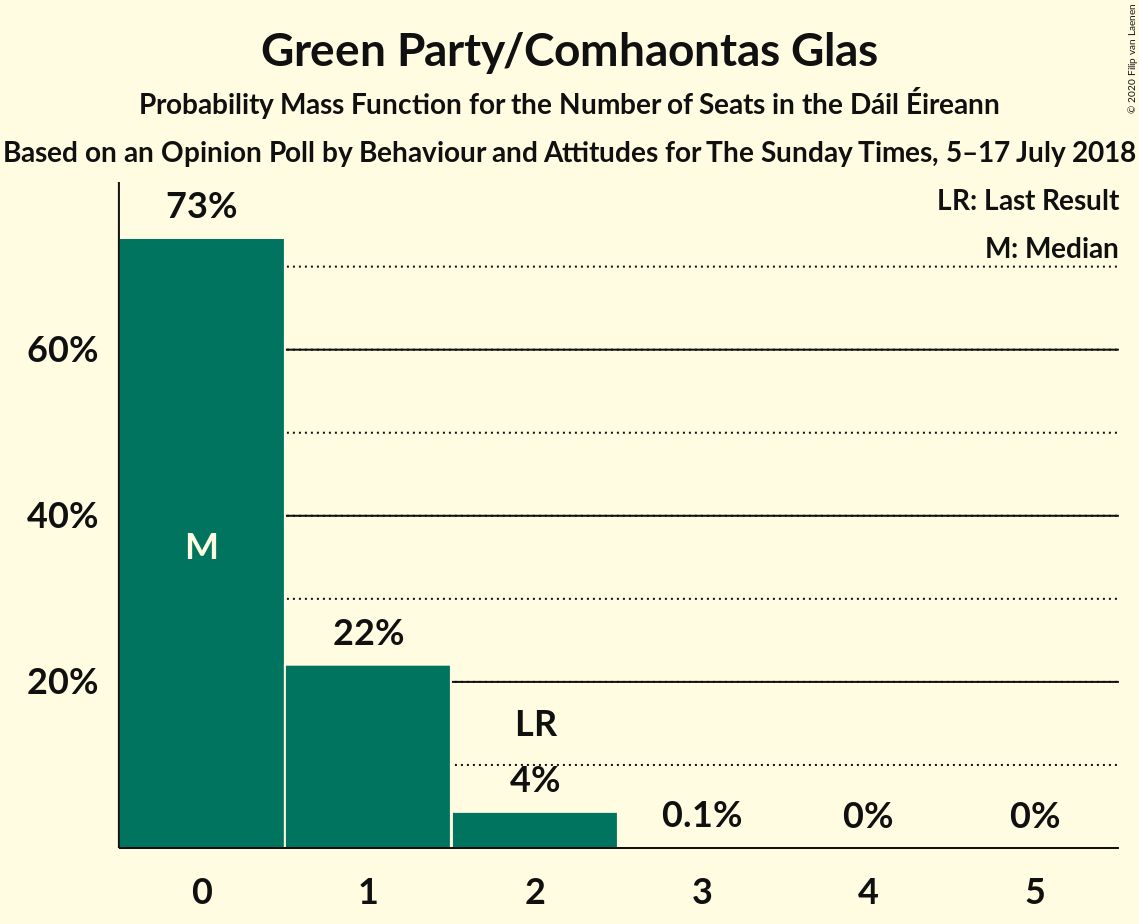 Green Party/Comhaontas Glas
Probability Mass Function for the Number of Seats in the Dáil Éireann
Based on an Opinion Poll by Behaviour and Attitudes for The Sunday Times, 5–17 July 2018
© 2020 Filip van Laenen
LR: Last Result
M: Median
73%
60%
40%
M
22%
20%
LR
4%
0.1%
0%
0%
0 1 2 3 4 5